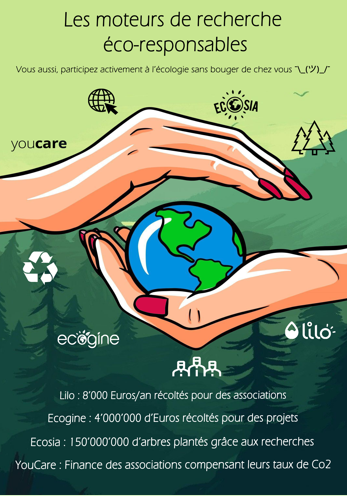 Les moteurs de recherche
éco-responsables
Vous aussi, participez activement à l'écologie sans bouger de chez vous ¯\_(ツ)_/¯
ECOSIA
youcare
ecogine
lilo
Lilo : 8'000 Euros/an récoltés pour des associations
Ecogine : 4'000'000 d'Euros récoltés pour des projets
Ecosia : 150'000'000 d'arbres plantés grâce aux recherches
YouCare : Finance des associations compensant leurs taux de Co2